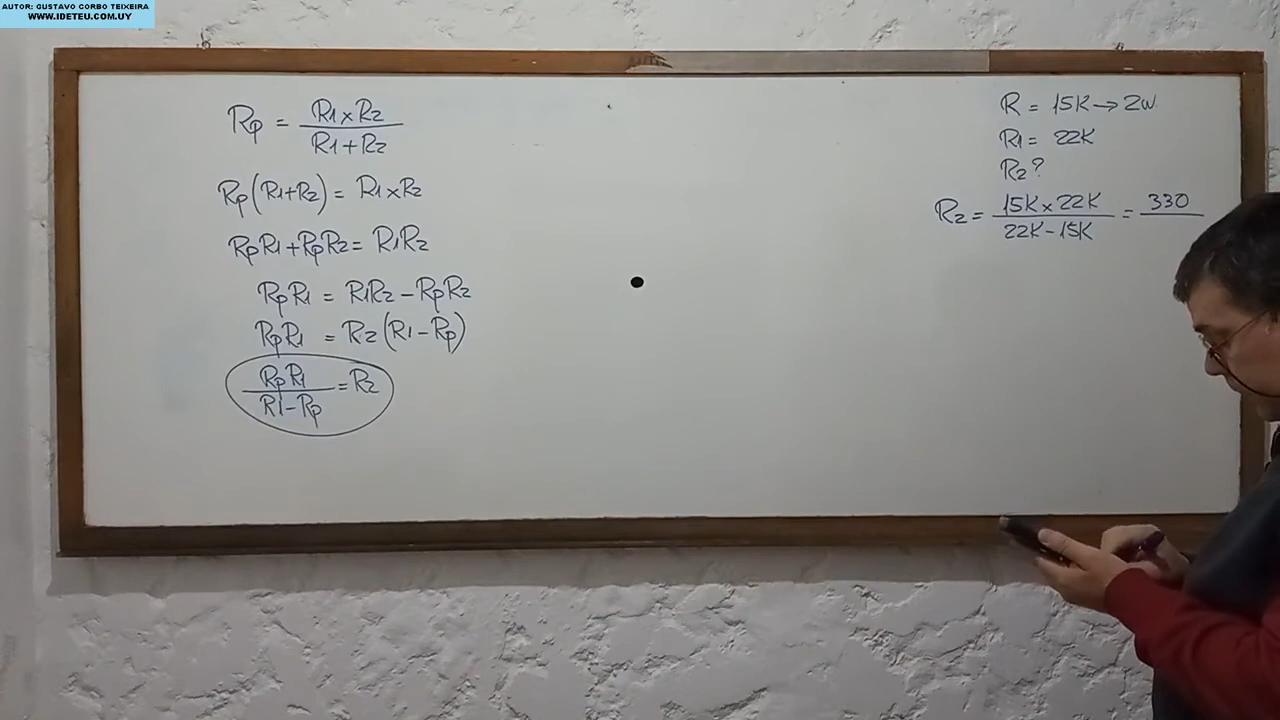 AUTOR: GUSTAVO CORBO TEIXEIRA
WWW.IDETEU.COM.UY
Rp = R1 x R2 / R1 + R2
Rp(R1+R2) = R1 x R2
RpR1 + RpR2 = R1R2
RpR1 = R1R2 - RpR2
RpR1 = R2(R1 - Rp)
RpR1 / R1 - Rp = R2
R = 15K → 2W
R1 = 22K
R2?
R2 = 15K x 22K / 22K - 15K = 330